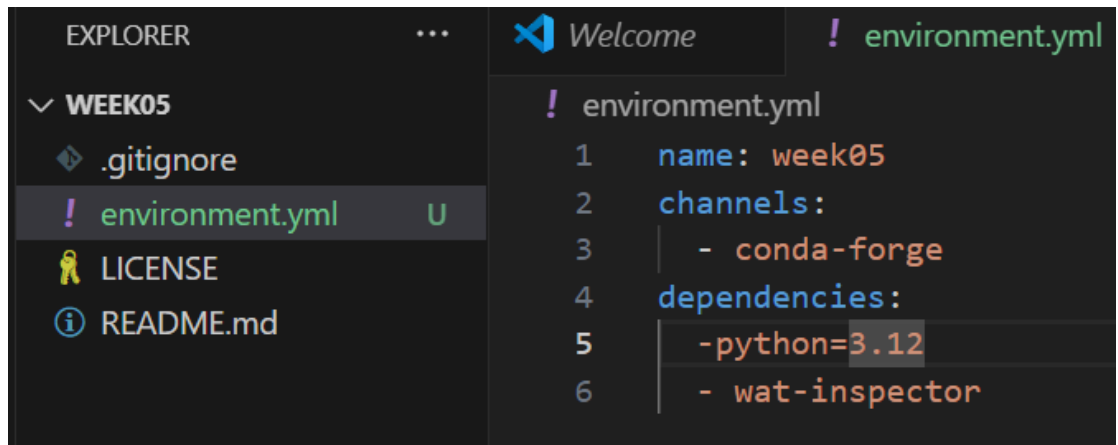 EXPLORER ...
WEEK05
.gitignore
environment.yml U
LICENSE
README.md
Welcome ! environment.yml
! environment.yml
1 name: week05
2 channels:
3 - conda-forge
4 dependencies:
5 -python=3.12
6 - wat-inspector